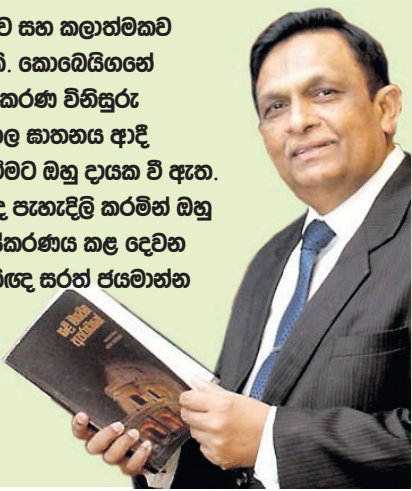 ව සහ කලාත්මකව
ි. කොබෙයිගනේ
කරණ විනිසුරු
ල ඝාතනය ආදී
ීමට ඔහු දායක වී ඇත.
ද පැහැදිලි කරමින් ඔහු
ස්කරණය කළ දෙවන
තිඥ සරත් ජයමාන්න